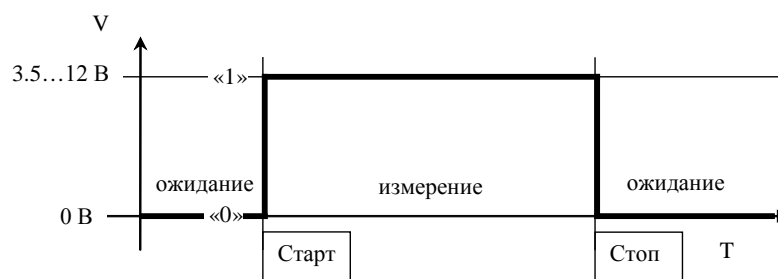 V
3.5...12 В
«1»
ожидание
измерение
ожидание
0 В
«0»
Старт
Стоп
T